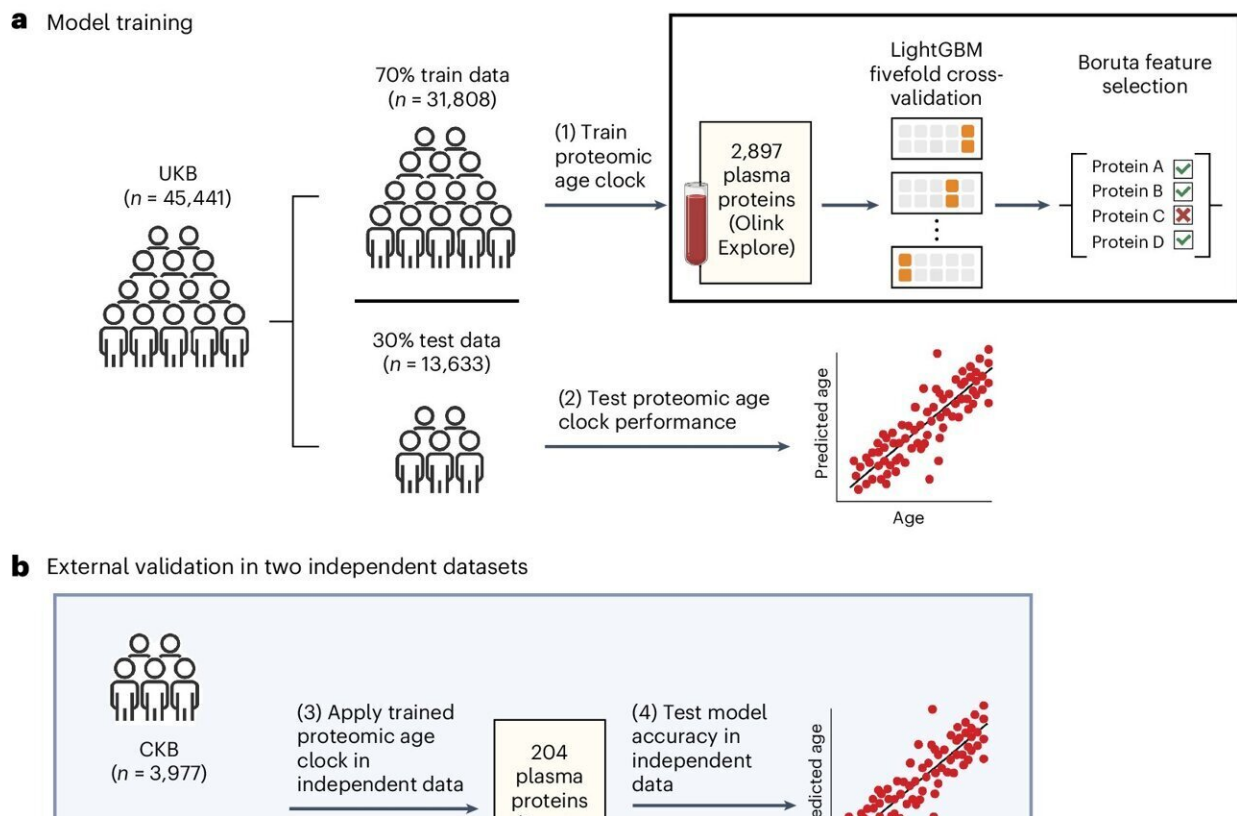 a Model training
UKB
(n = 45,441)
70% train data
(n = 31,808)
(1) Train
proteomic
age clock
2,897
plasma
proteins
(Olink
Explore)
LightGBM
fivefold cross-
validation
Boruta feature
selection
Protein A
Protein B
Protein C
Protein D
30% test data
(n = 13,633)
(2) Test proteomic age
clock performance
Predicted age
Age
b External validation in two independent datasets
CKB
(n = 3,977)
(3) Apply trained
proteomic age
clock in
independent data
204
plasma
proteins
(4) Test model
accuracy in
independent
data
age